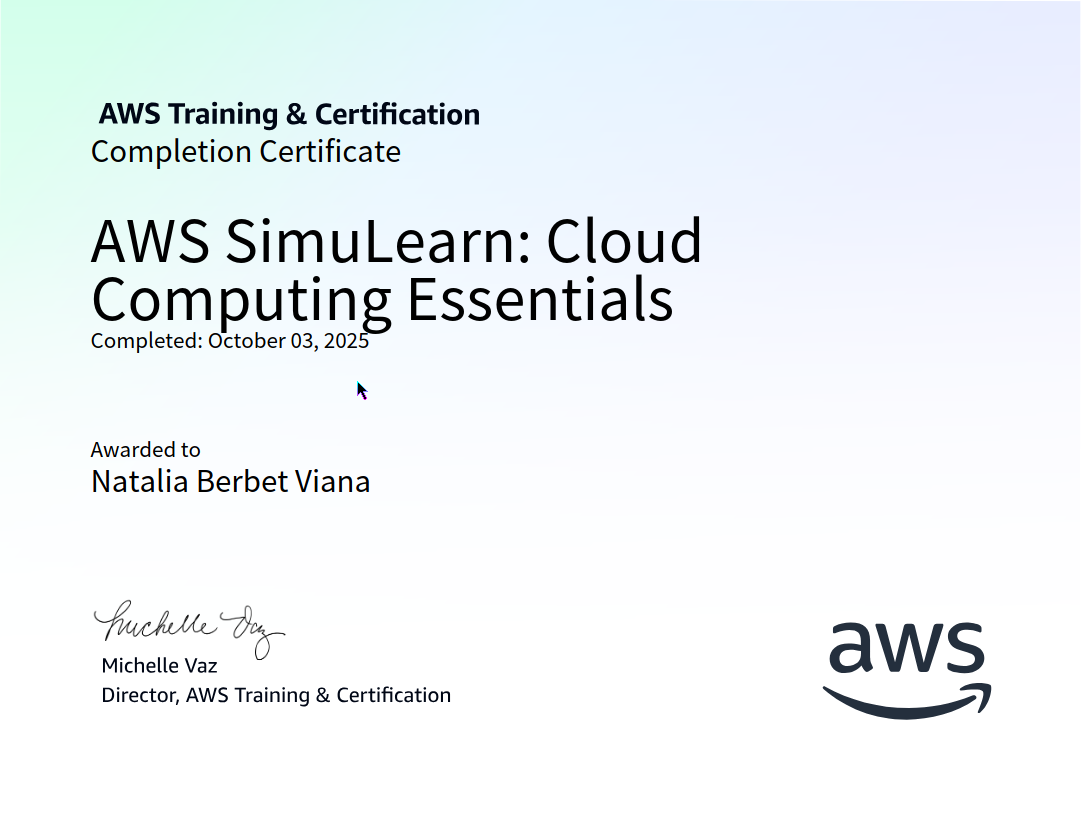 AWS Training & Certification
Completion Certificate
AWS SimuLearn: Cloud
Computing Essentials
Completed: October 03, 2025
Awarded to
Natalia Berbet Viana
Michelle Vaz
Michelle Vaz
Director, AWS Training & Certification
aws